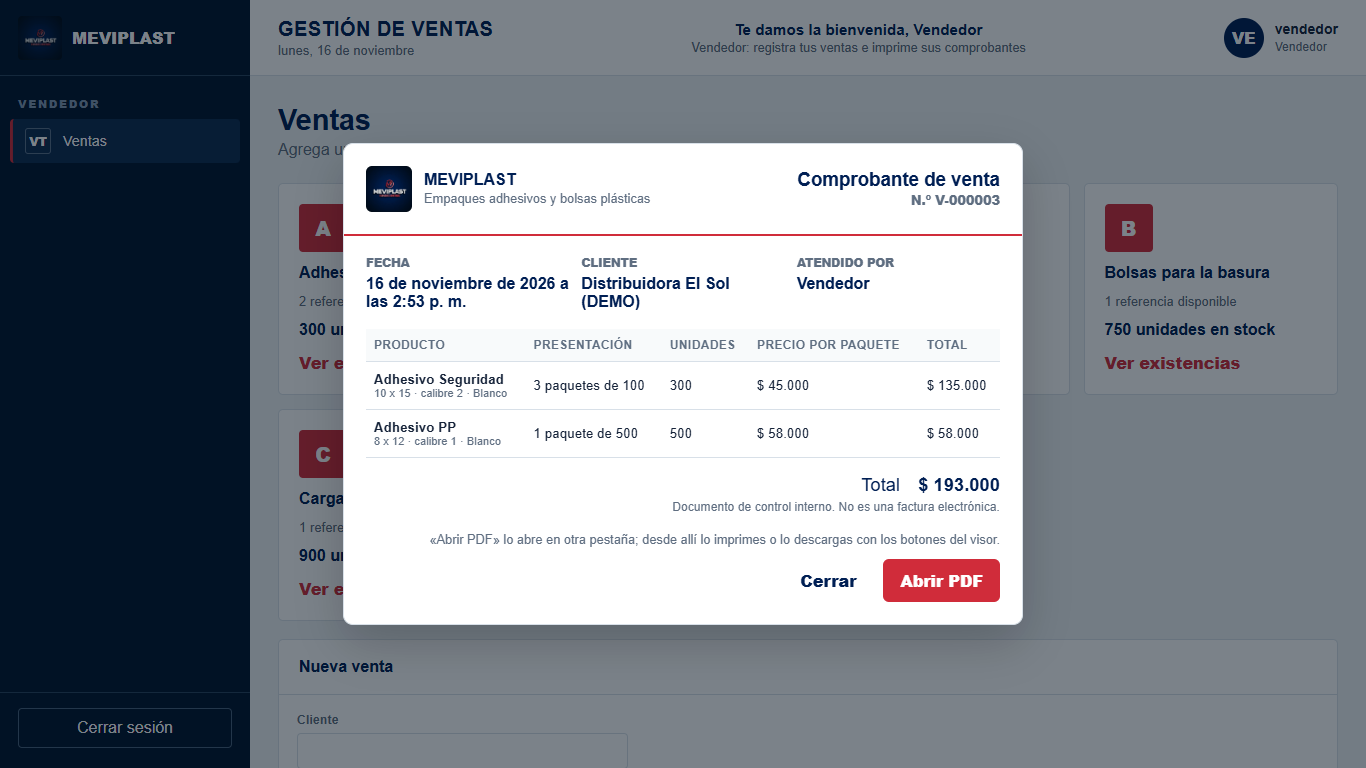 MEVIPLAST
MEVIPLAST
GESTIÓN DE VENTAS
lunes, 16 de noviembre
Te damos la bienvenida, Vendedor
Vendedor: registra tus ventas e imprime sus comprobantes
VE
vendedor
Vendedor
VENDEDOR
VT
Ventas
Cerrar sesión
Ventas
Agrega u
A
Adhes
2 refere
300 un
Ver e
B
Bolsas para la basura
1 referencia disponible
750 unidades en stock
Ver existencias
C
Carga
1 refere
900 un
Ver e
MEVIPLAST
MEVIPLAST
Empaques adhesivos y bolsas plásticas
Comprobante de venta
N.º V-000003
FECHA
16 de noviembre de 2026 a
las 2:53 p. m.
CLIENTE
Distribuidora El Sol
(DEMO)
ATENDIDO POR
Vendedor
PRODUCTO PRESENTACIÓN UNIDADES PRECIO POR PAQUETE TOTAL
Adhesivo Seguridad
10 x 15 · calibre 2 · Blanco
3 paquetes de 100 300 $ 45.000 $ 135.000
Adhesivo PP
8 x 12 · calibre 1 · Blanco
1 paquete de 500 500 $ 58.000 $ 58.000
Total $ 193.000
Documento de control interno. No es una factura electrónica.
«Abrir PDF» lo abre en otra pestaña; desde allí lo imprimes o lo descargas con los botones del visor.
Cerrar
Abrir PDF
Nueva venta
Cliente